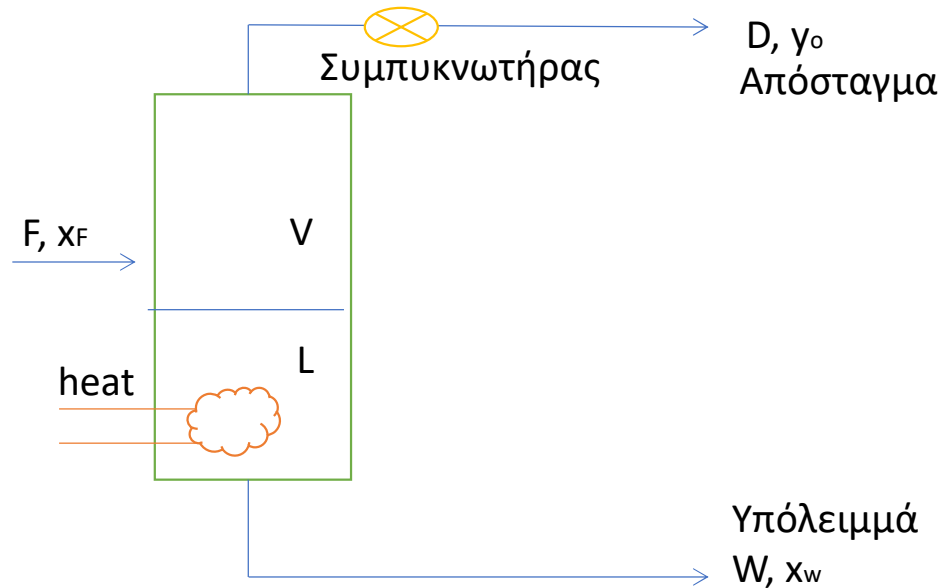 D, yo
Συμπυκνωτήρας
Απόσταγμα
F, xF
V
L
heat
Υπόλειμμά
W, xw